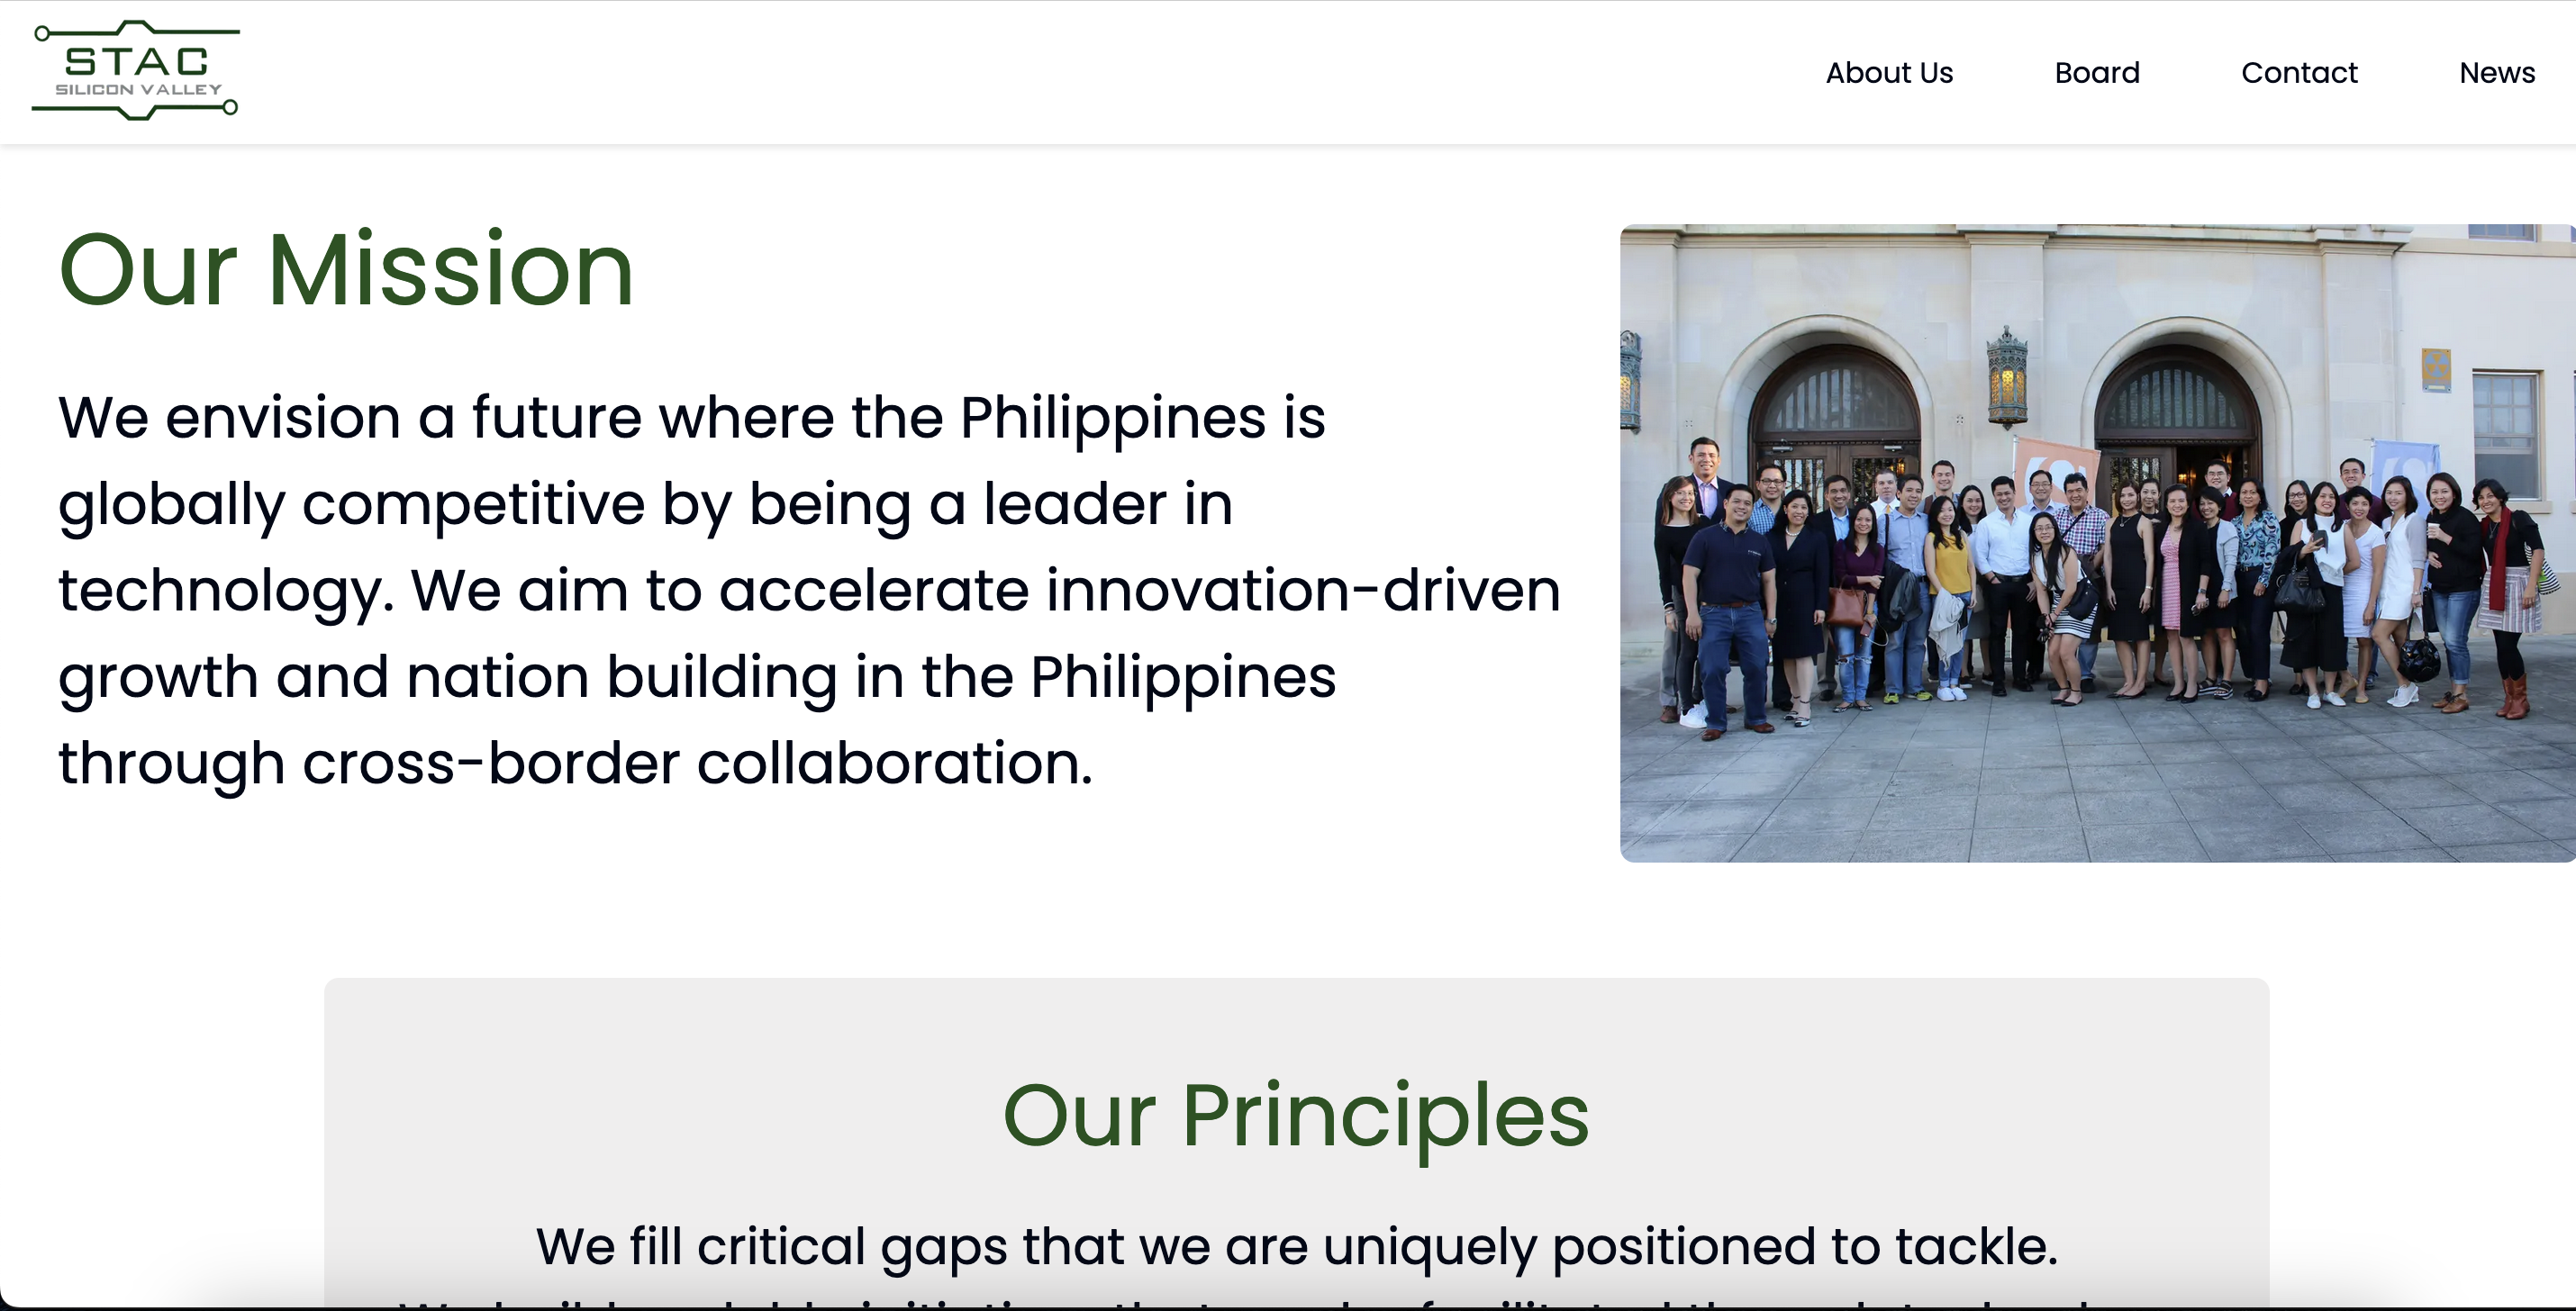 STAC
SILICON VALLEY
About Us
Board
Contact
News
Our Mission
We envision a future where the Philippines is
globally competitive by being a leader in
technology. We aim to accelerate innovation-driven
growth and nation building in the Philippines
through cross-border collaboration.
Our Principles
We fill critical gaps that we are uniquely positioned to tackle.